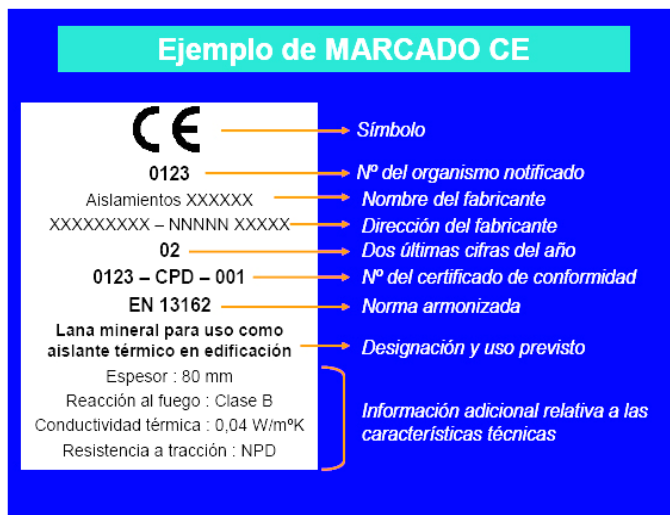 Ejemplo de MARCADO CE
CE
Símbolo
0123
Nº del organismo notificado
Aislamientos XXXXXX
Nombre del fabricante
XXXXXXXXX – NNNNN XXXXX
Dirección del fabricante
02
Dos últimas cifras del año
0123 – CPD – 001
Nº del certificado de conformidad
EN 13162
Norma armonizada
Lana mineral para uso como
aislante térmico en edificación
Designación y uso previsto
Espesor : 80 mm
Reacción al fuego : Clase B
Conductividad térmica : 0,04 W/mºK
Resistencia a tracción : NPD
Información adicional relativa a las
características técnicas